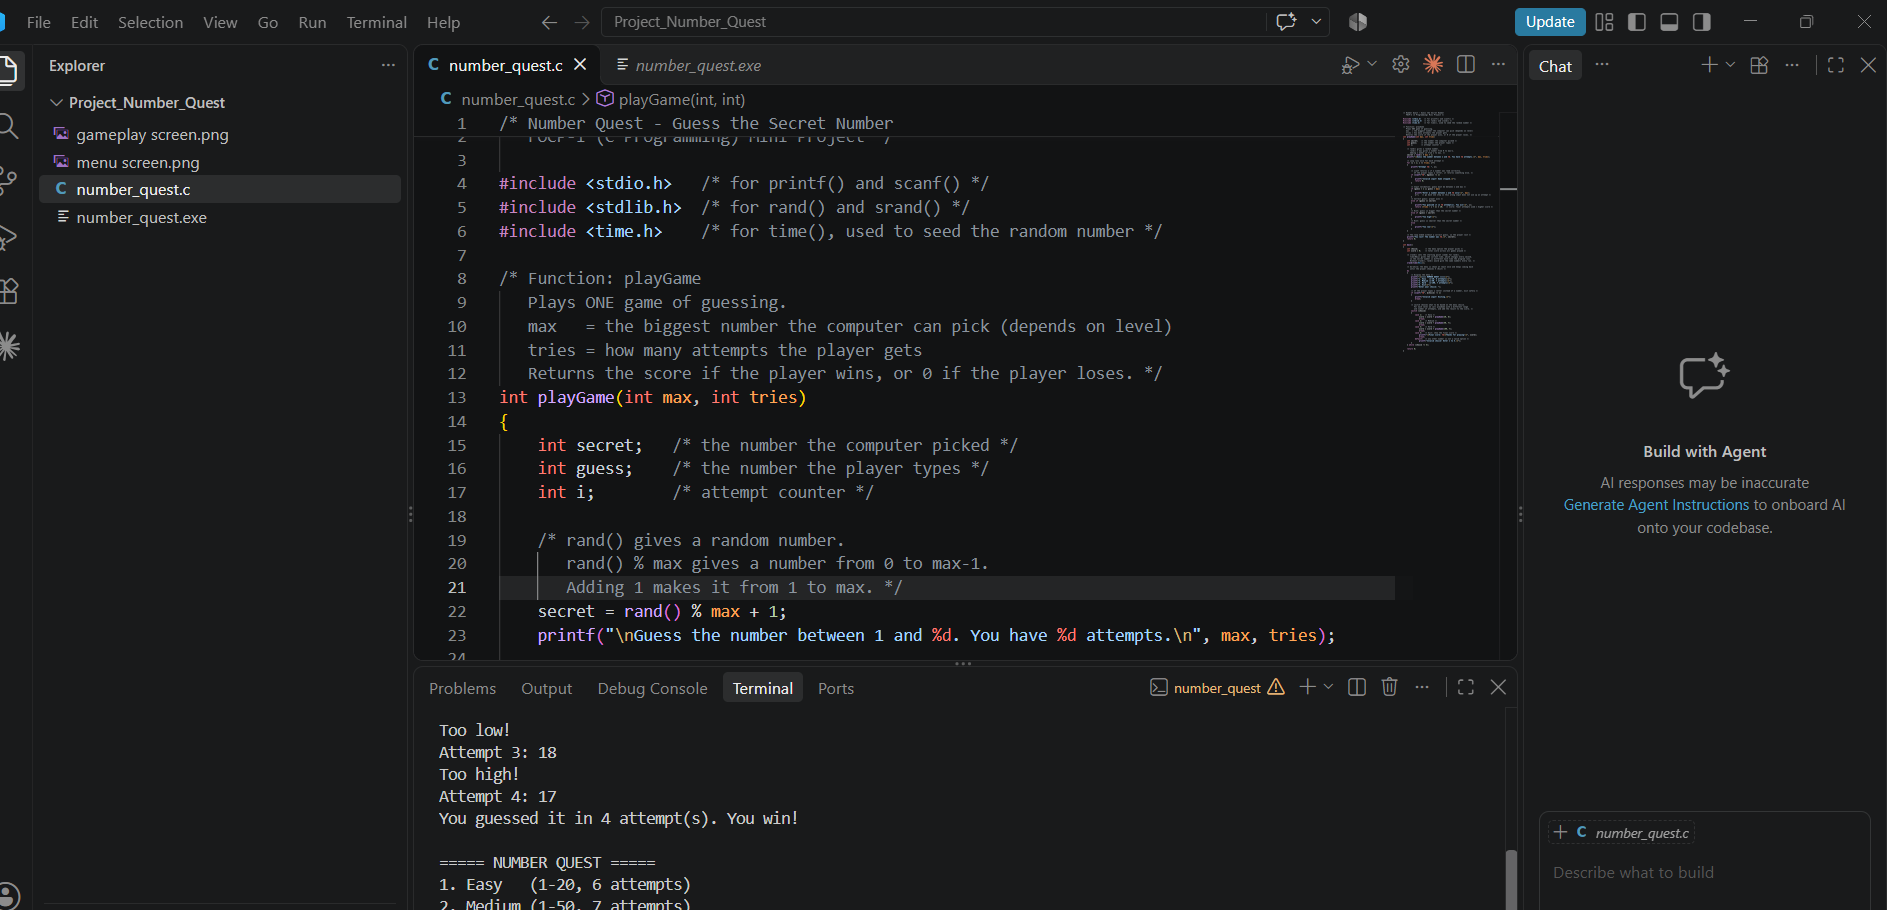 File Edit Selection View Go Run Terminal Help
Project_Number_Quest
Update
Explorer
Project_Number_Quest
gameplay screen.png
menu screen.png
C number_quest.c
number_quest.exe
C number_quest.c
number_quest.exe
C number_quest.c > playGame(int, int)
1 /* Number Quest - Guess the Secret Number
2 FOCP-I (C Programming) Mini Project */
3
4 #include <stdio.h> /* for printf() and scanf() */
5 #include <stdlib.h> /* for rand() and srand() */
6 #include <time.h> /* for time(), used to seed the random number */
7
8 /* Function: playGame
9 Plays ONE game of guessing.
10 max = the biggest number the computer can pick (depends on level)
11 tries = how many attempts the player gets
12 Returns the score if the player wins, or 0 if the player loses. */
13 int playGame(int max, int tries)
14 {
15 int secret; /* the number the computer picked */
16 int guess; /* the number the player types */
17 int i; /* attempt counter */
18
19 /* rand() gives a random number.
20 rand() % max gives a number from 0 to max-1.
21 Adding 1 makes it from 1 to max. */
22 secret = rand() % max + 1;
23 printf("\nGuess the number between 1 and %d. You have %d attempts.\n", max, tries);
24
Problems Output Debug Console Terminal Ports
number_quest
Too low!
Attempt 3: 18
Too high!
Attempt 4: 17
You guessed it in 4 attempt(s). You win!
===== NUMBER QUEST =====
1. Easy (1-20, 6 attempts)
2. Medium (1-50, 7 attempts)
Chat
Build with Agent
AI responses may be inaccurate
Generate Agent Instructions to onboard AI
onto your codebase.
C number_quest.c
Describe what to build